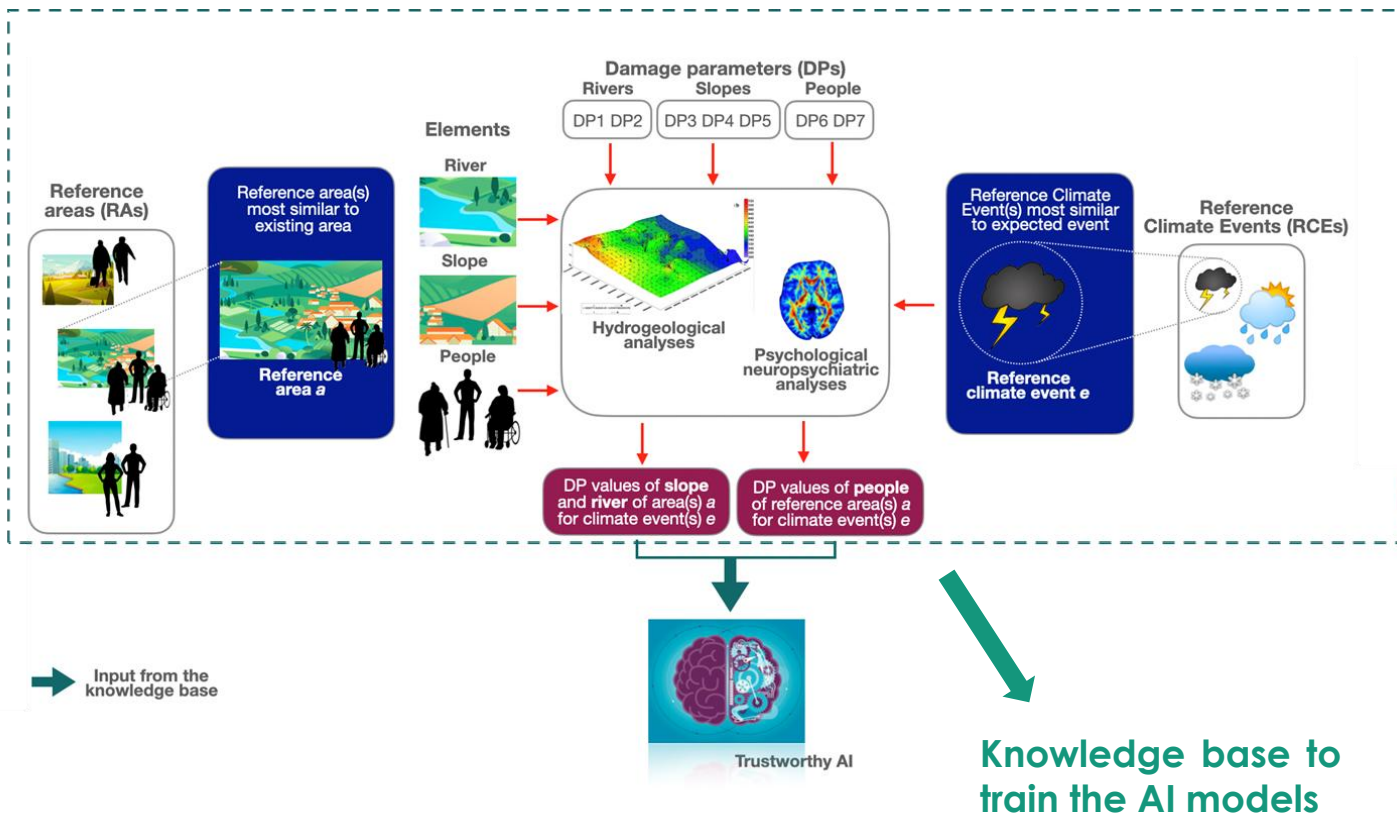 Damage parameters (DPs)
Rivers
Slopes
People
DP1 DP2
DP3 DP4 DP5
DP6 DP7
Reference
areas (RAs)
Reference area(s)
most similar to
existing area
Reference
area a
Elements
River
Slope
People
Hydrogeological
analyses
Psychological
neuropsychiatric
analyses
Reference Climate
Event(s) most similar
to expected event
Reference
climate event e
Reference
Climate Events (RCEs)
DP values of slope
and river of area(s) a
for climate event(s) e
DP values of people
of reference area(s) a
for climate event(s) e
Input from the
knowledge base
Trustworthy AI
Knowledge base to
train the AI models